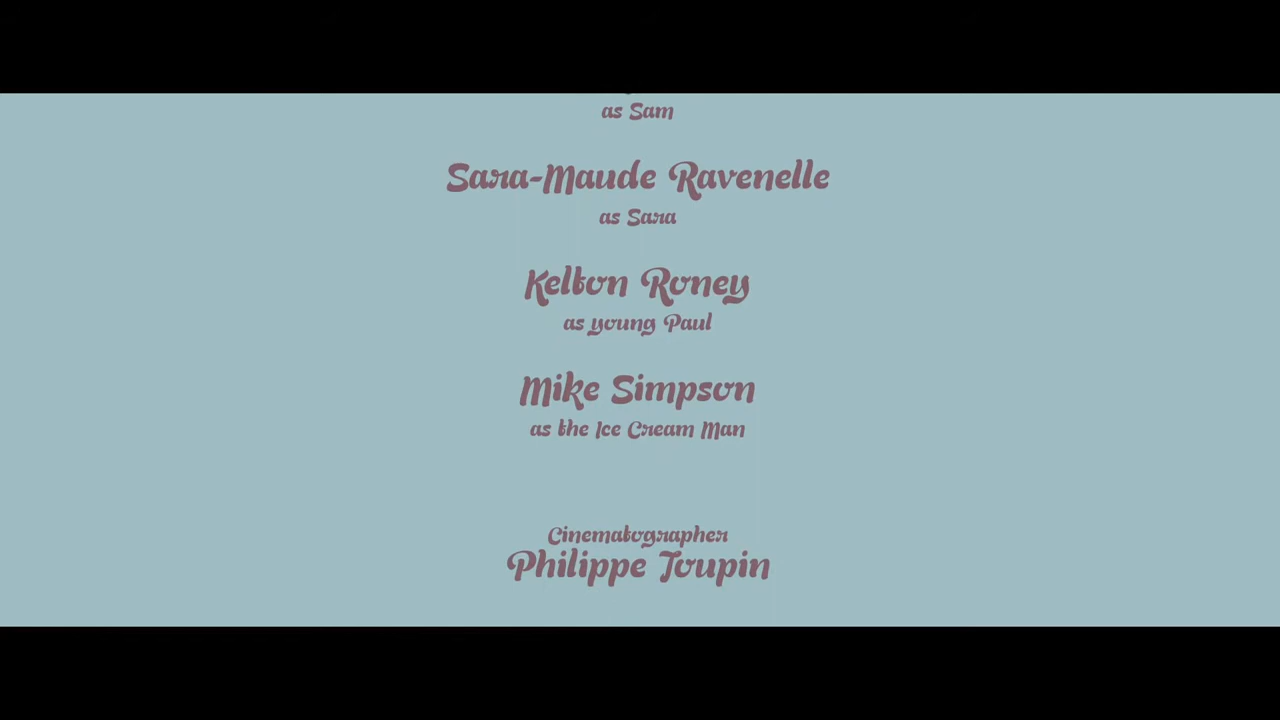 as Sam
Sara-Maude Ravenelle
as Sara
Kelton Roney
as young Paul
Mike Simpson
as the Ice Cream Man
Cinematographer
Philippe Toupin